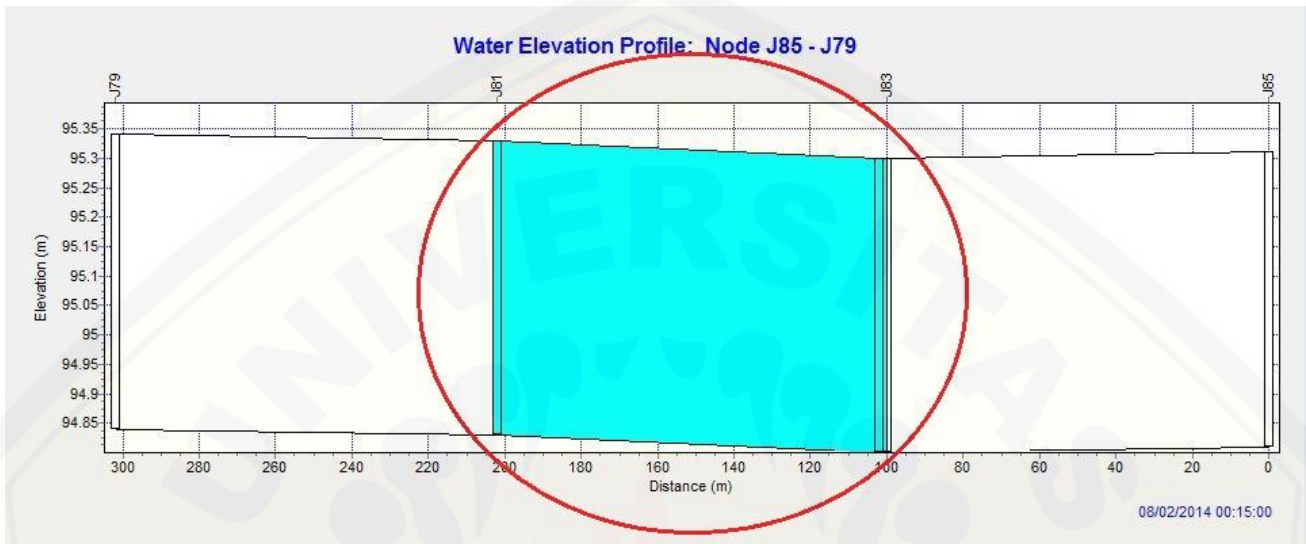 Water Elevation Profile: Node J85 - J79
J79
J81
J83
J85
95.35
95.3
95.25
95.2
95.15
95.1
95.05
95
94.95
94.9
94.85
Elevation (m)
300 280 260 240 220 200 180 160 140 120 100 80 60 40 20 0
Distance (m)
08/02/2014 00:15:00
UNIVERSITAS